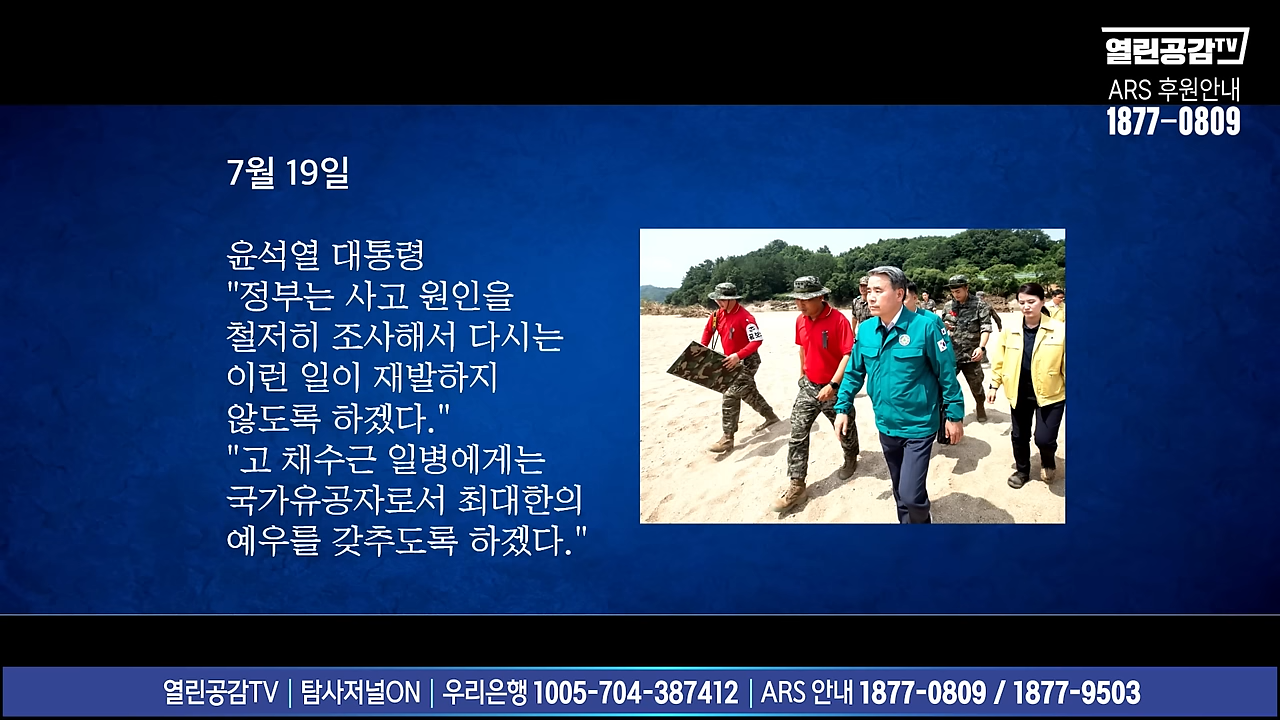 열린공감TV
ARS 후원안내
1877-0809
7월 19일
윤석열 대통령
"정부는 사고 원인을
철저히 조사해서 다시는
이런 일이 재발하지
않도록 하겠다."
"고 채수근 일병에게는
국가유공자로서 최대한의
예우를 갖추도록 하겠다."
열린공감TV | 탐사저널ON | 우리은행 1005-704-387412 | ARS 안내 1877-0809 / 1877-9503